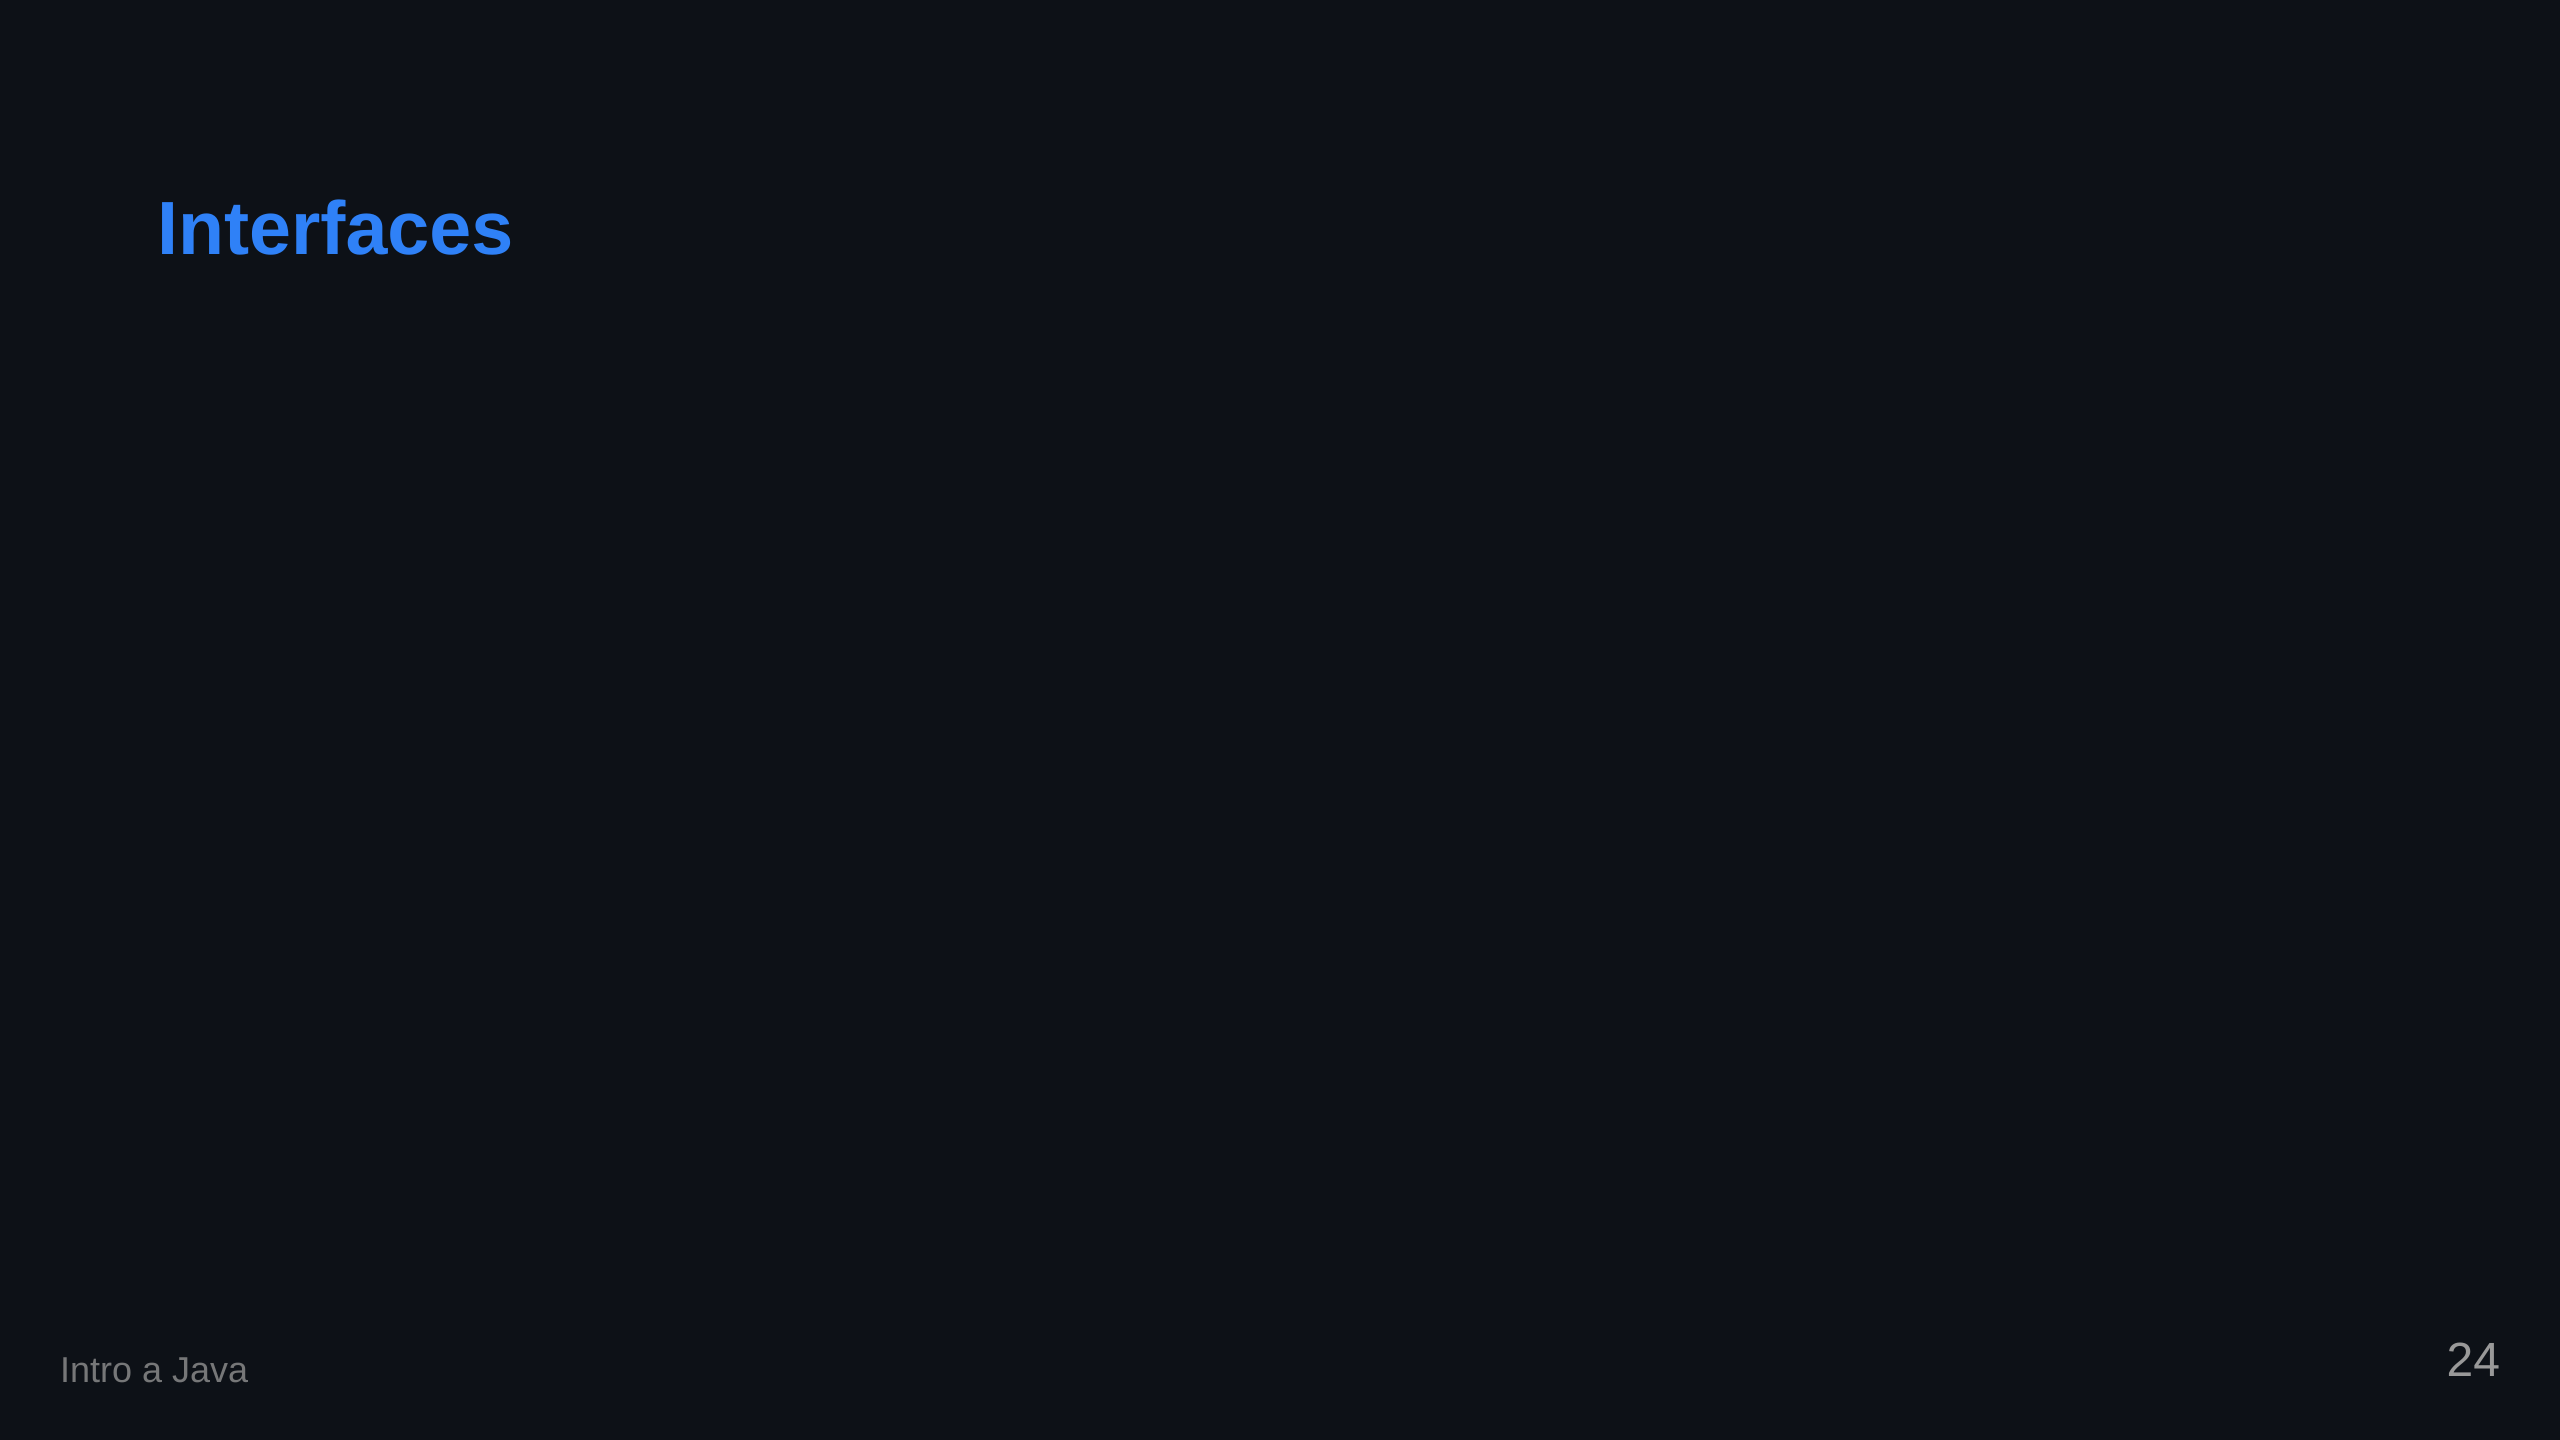 Interfaces
Intro a Java
24